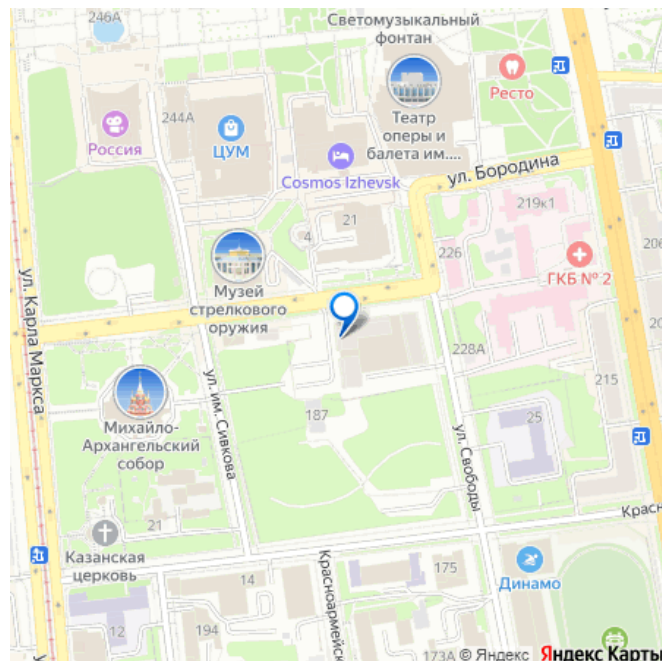 246А
Светомузыкальный
фонтан
Ресто
Театр
оперы и
балета им....
244А
Россия
ЦУМ
Cosmos Izhevsk
ул. Бородина
219к1
21
4
226
206
ГКБ № 2
Музей
стрелкового
оружия
ул. Карла Маркса
228А
215
Михайло-
Архангельский
собор
ул. им. Сивкова
187
25
ул. Свободы
21
Казанская
церковь
Красн
14
Красноармейск
175
Динамо
12
194
173А
© Яндекс Яндекс Карты